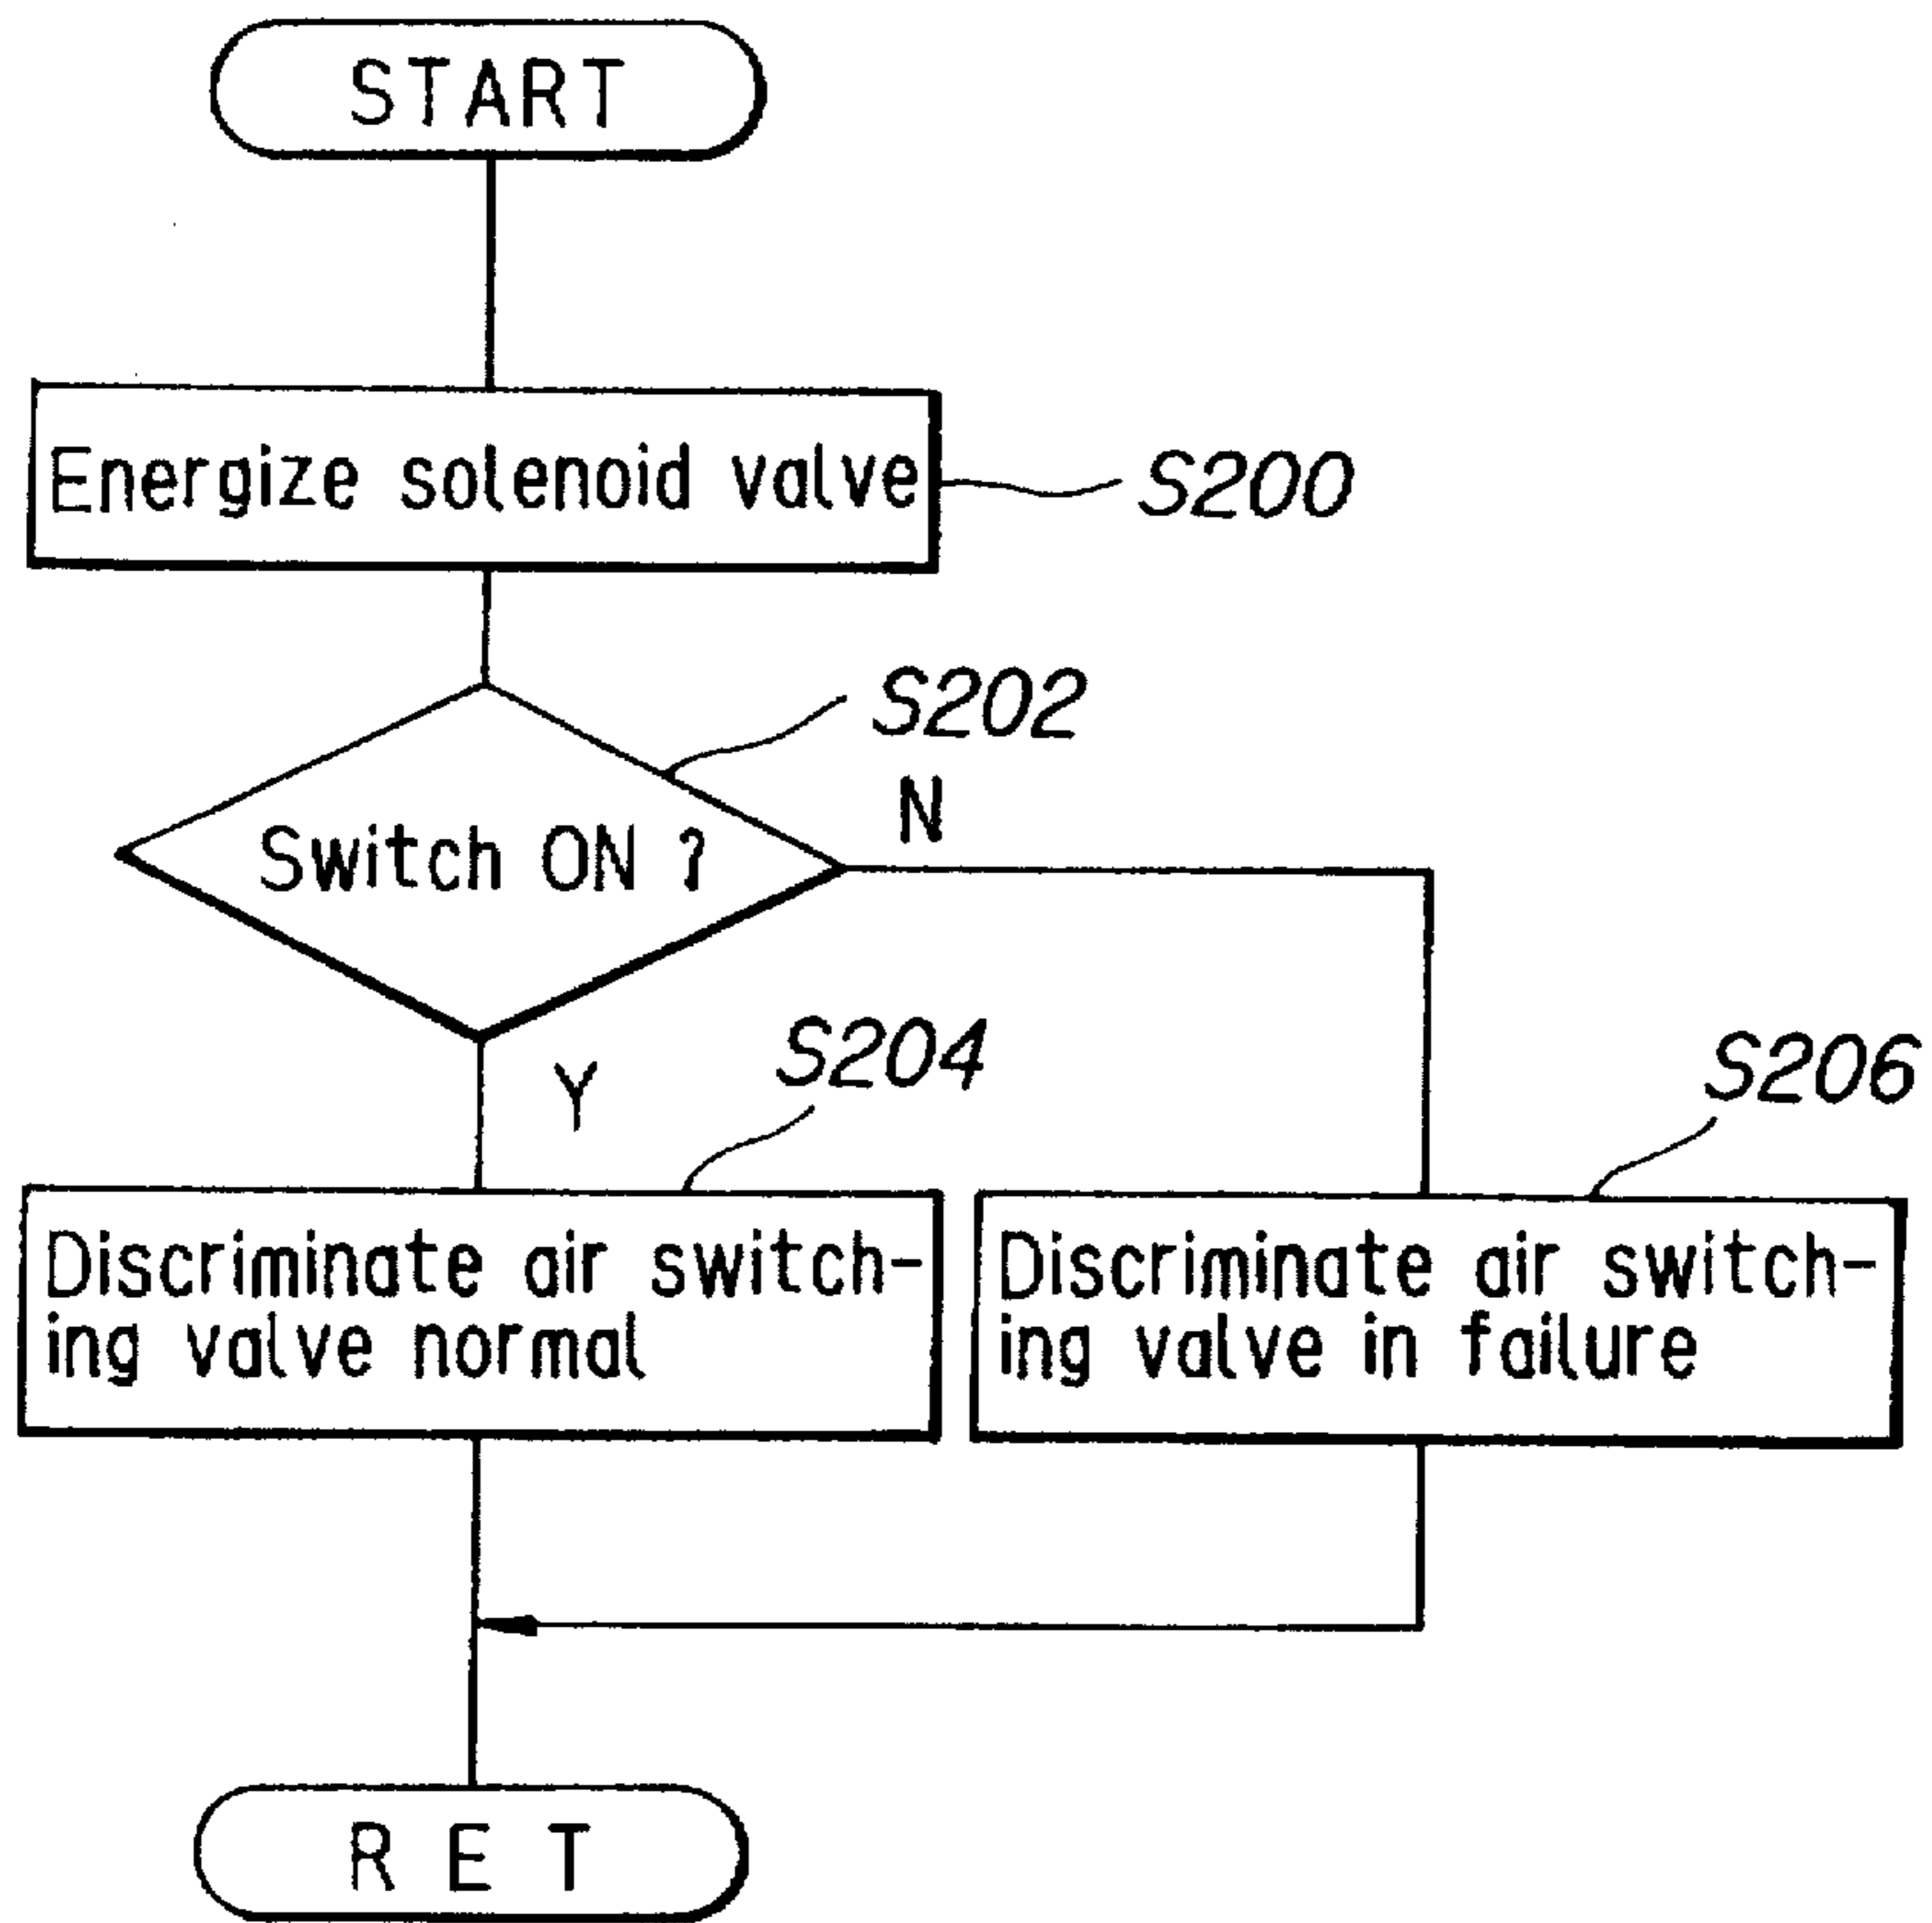 START
Energize solenoid valve
S200
S202
Switch ON ?
N
Y
S204
S206
Discriminate air switch-
ing valve normal
Discriminate air switch-
ing valve in failure
RET